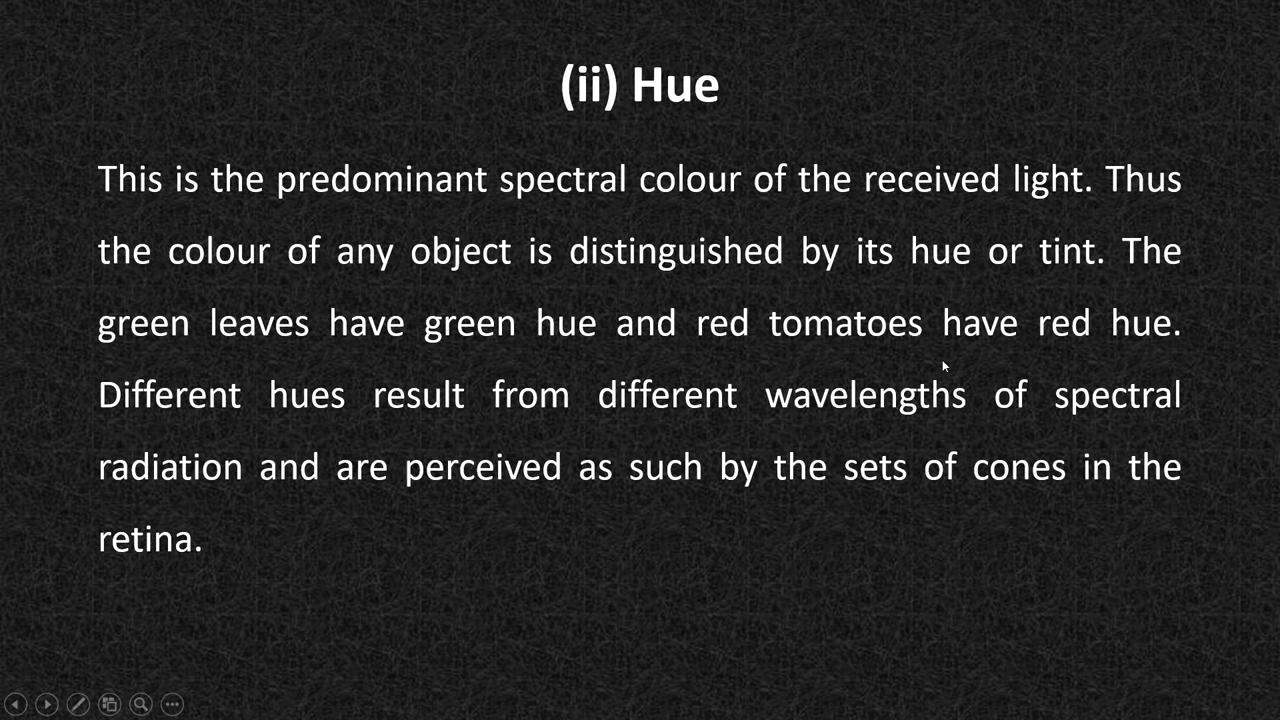 (ii) Hue
This is the predominant spectral colour of the received light. Thus
the colour of any object is distinguished by its hue or tint. The
green leaves have green hue and red tomatoes have red hue.
Different hues result from different wavelengths of spectral
radiation and are perceived as such by the sets of cones in the
retina.